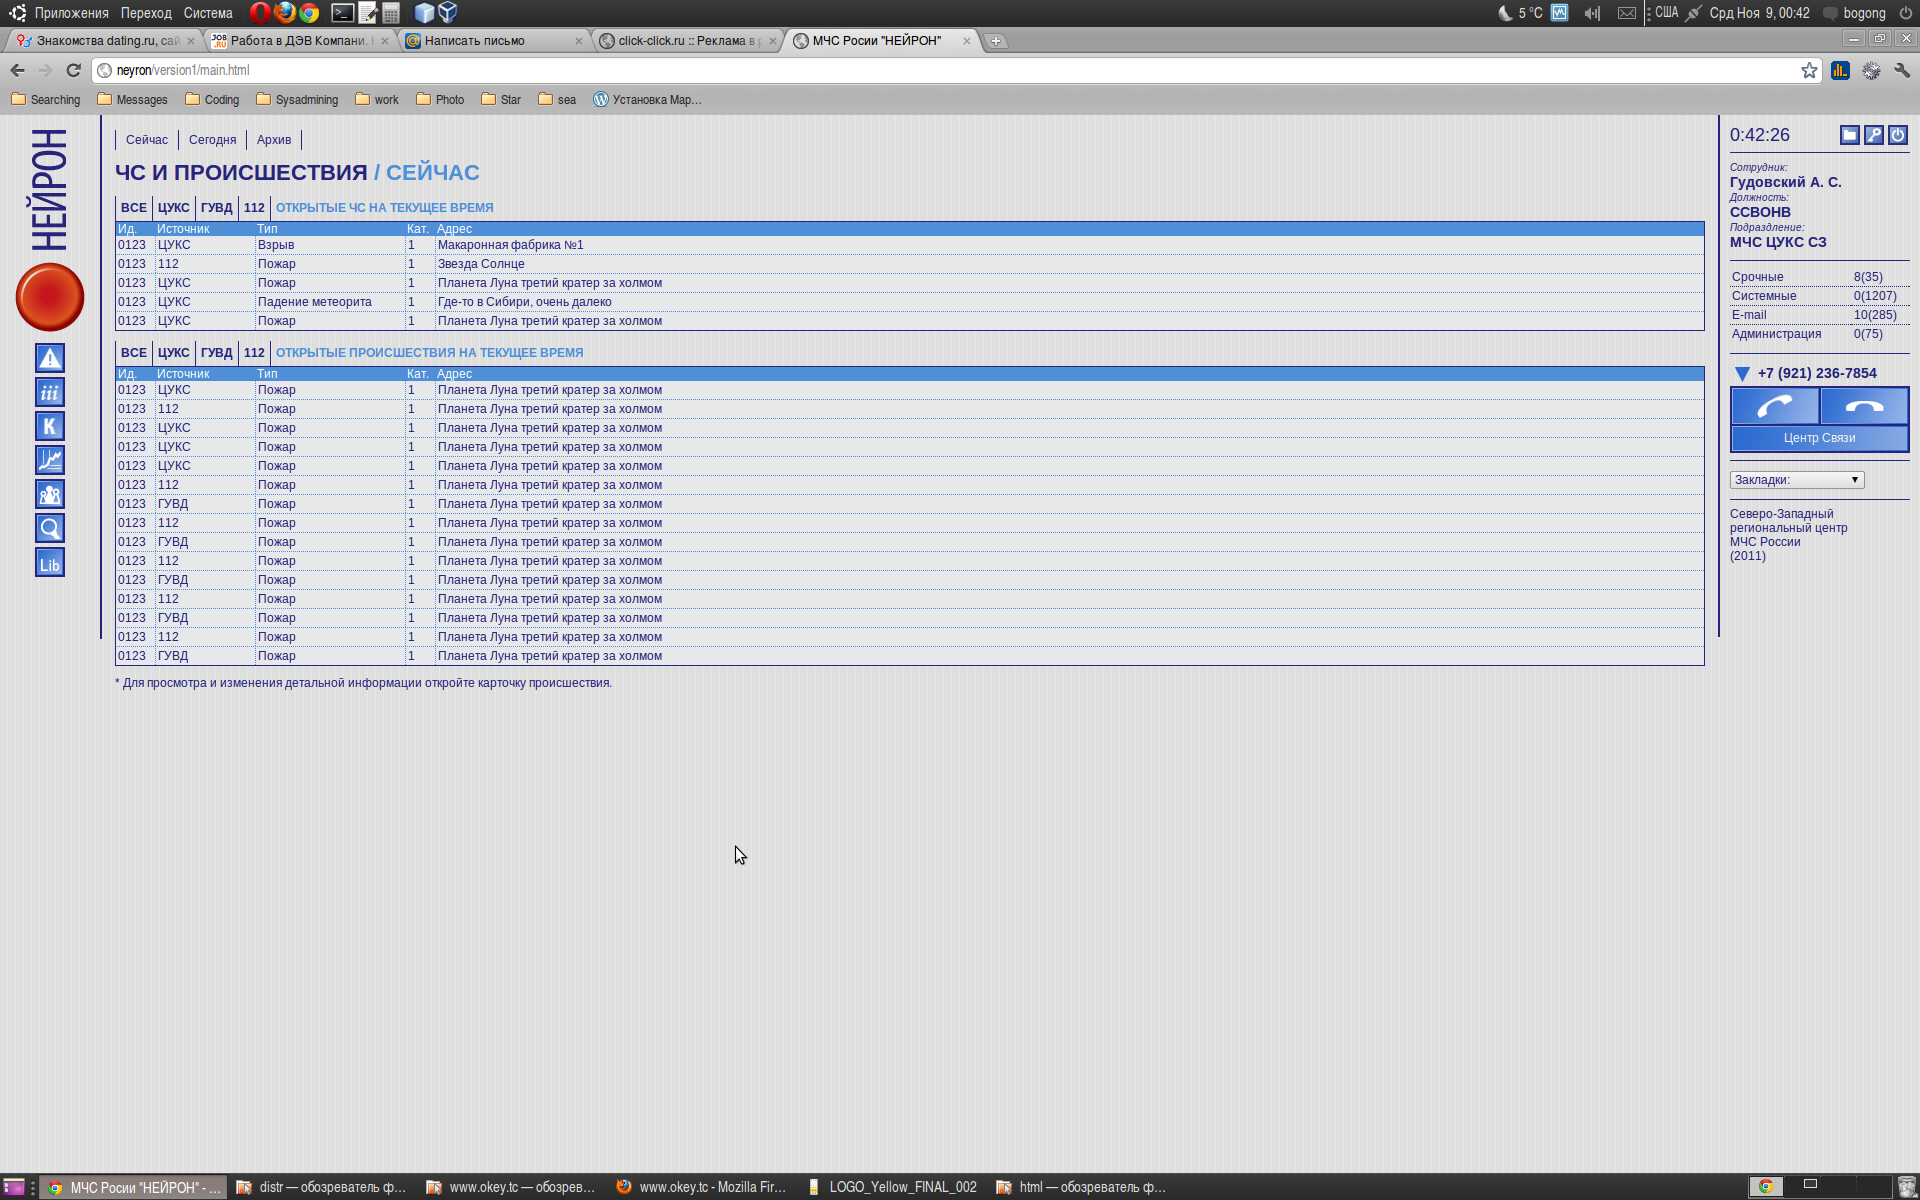 Приложения Переход Система
5 °C США Срд Ноя 9, 00:42 bogong
Знакомства dating.ru, сай
JOB.RU Работа в ДЭВ Компани.
Написать письмо
click-click.ru :: Реклама в р
МЧС Росии "НЕЙРОН"
neyron/version1/main.html
Searching Messages Coding Sysadmining work Photo Star sea Установка Мар...
НЕЙРОН
iii
K
Lib
Сейчас Сегодня Архив
ЧС И ПРОИСШЕСТВИЯ / СЕЙЧАС
ВСЕ ЦУКС ГУВД 112 ОТКРЫТЫЕ ЧС НА ТЕКУЩЕЕ ВРЕМЯ
Ид. Источник Тип Кат. Адрес
0123 ЦУКС Взрыв 1 Макаронная фабрика №1
0123 112 Пожар 1 Звезда Солнце
0123 ЦУКС Пожар 1 Планета Луна третий кратер за холмом
0123 ЦУКС Падение метеорита 1 Где-то в Сибири, очень далеко
0123 ЦУКС Пожар 1 Планета Луна третий кратер за холмом
ВСЕ ЦУКС ГУВД 112 ОТКРЫТЫЕ ПРОИСШЕСТВИЯ НА ТЕКУЩЕЕ ВРЕМЯ
Ид. Источник Тип Кат. Адрес
0123 ЦУКС Пожар 1 Планета Луна третий кратер за холмом
0123 112 Пожар 1 Планета Луна третий кратер за холмом
0123 ЦУКС Пожар 1 Планета Луна третий кратер за холмом
0123 ЦУКС Пожар 1 Планета Луна третий кратер за холмом
0123 ЦУКС Пожар 1 Планета Луна третий кратер за холмом
0123 112 Пожар 1 Планета Луна третий кратер за холмом
0123 ГУВД Пожар 1 Планета Луна третий кратер за холмом
0123 112 Пожар 1 Планета Луна третий кратер за холмом
0123 ГУВД Пожар 1 Планета Луна третий кратер за холмом
0123 112 Пожар 1 Планета Луна третий кратер за холмом
0123 ГУВД Пожар 1 Планета Луна третий кратер за холмом
0123 112 Пожар 1 Планета Луна третий кратер за холмом
0123 ГУВД Пожар 1 Планета Луна третий кратер за холмом
0123 112 Пожар 1 Планета Луна третий кратер за холмом
0123 ГУВД Пожар 1 Планета Луна третий кратер за холмом
* Для просмотра и изменения детальной информации откройте карточку происшествия.
0:42:26
Сотрудник:
Гудовский А. С.
Должность:
ССВОНВ
Подраздление:
МЧС ЦУКС СЗ
Срочные 8(35)
Системные 0(1207)
E-mail 10(285)
Администрация 0(75)
+7 (921) 236-7854
Центр Связи
Закладки:
Северо-Западный
региональный центр
МЧС России
(2011)
МЧС Росии "НЕЙРОН" - ...
distr — обозреватель ф...
www.okey.tc — обозрев...
www.okey.tc - Mozilla Fir...
LOGO_Yellow_FINAL_002
html — обозреватель ф...